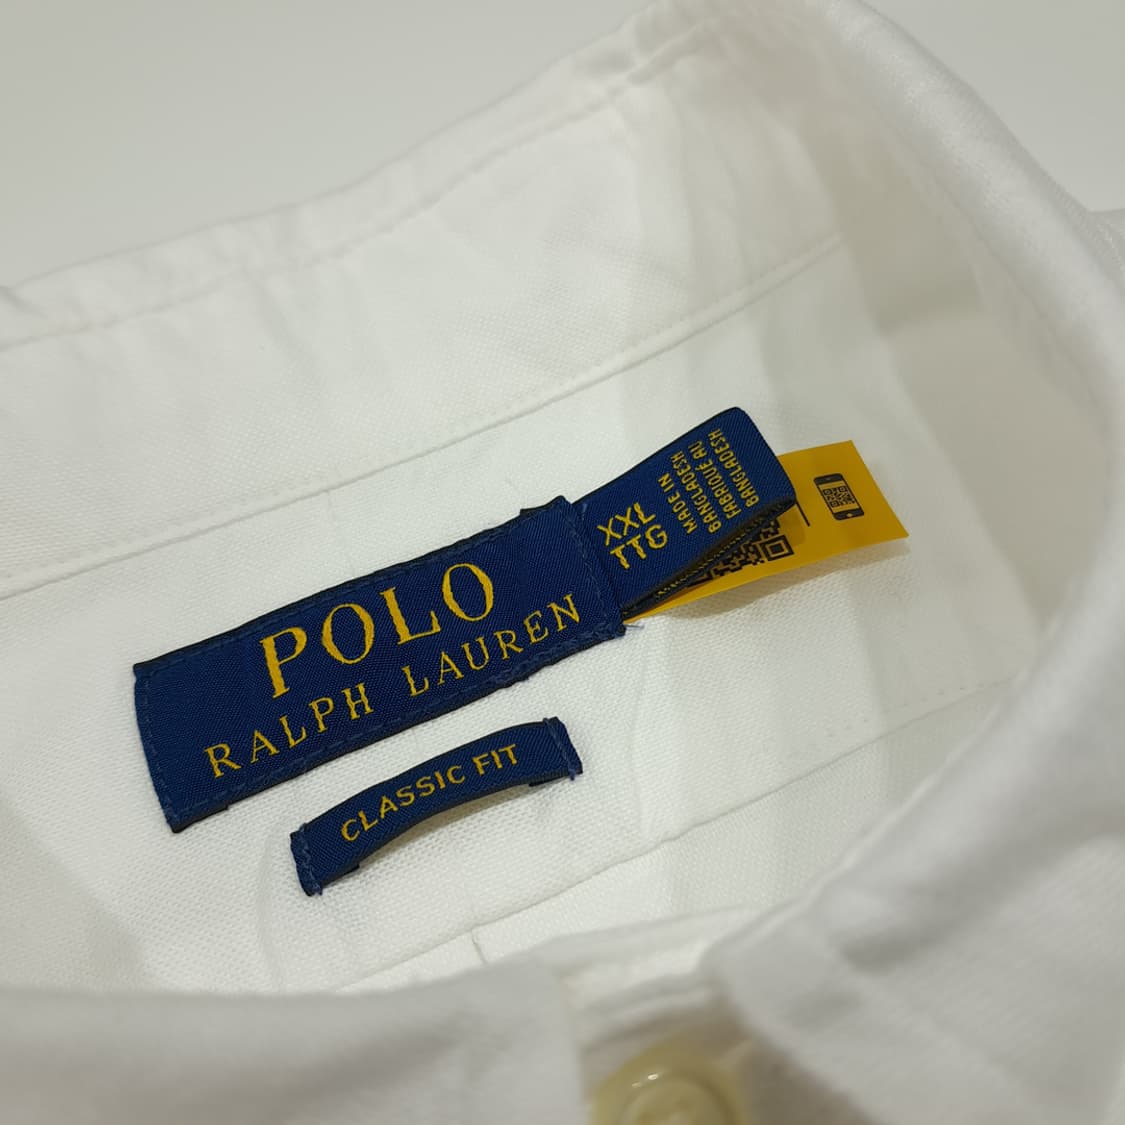 POLO
RALPH LAUREN
XXL
TTG
MADE IN
BANGLADESH
FABRIQUÉ AU
BANGLADESH
CLASSIC FIT